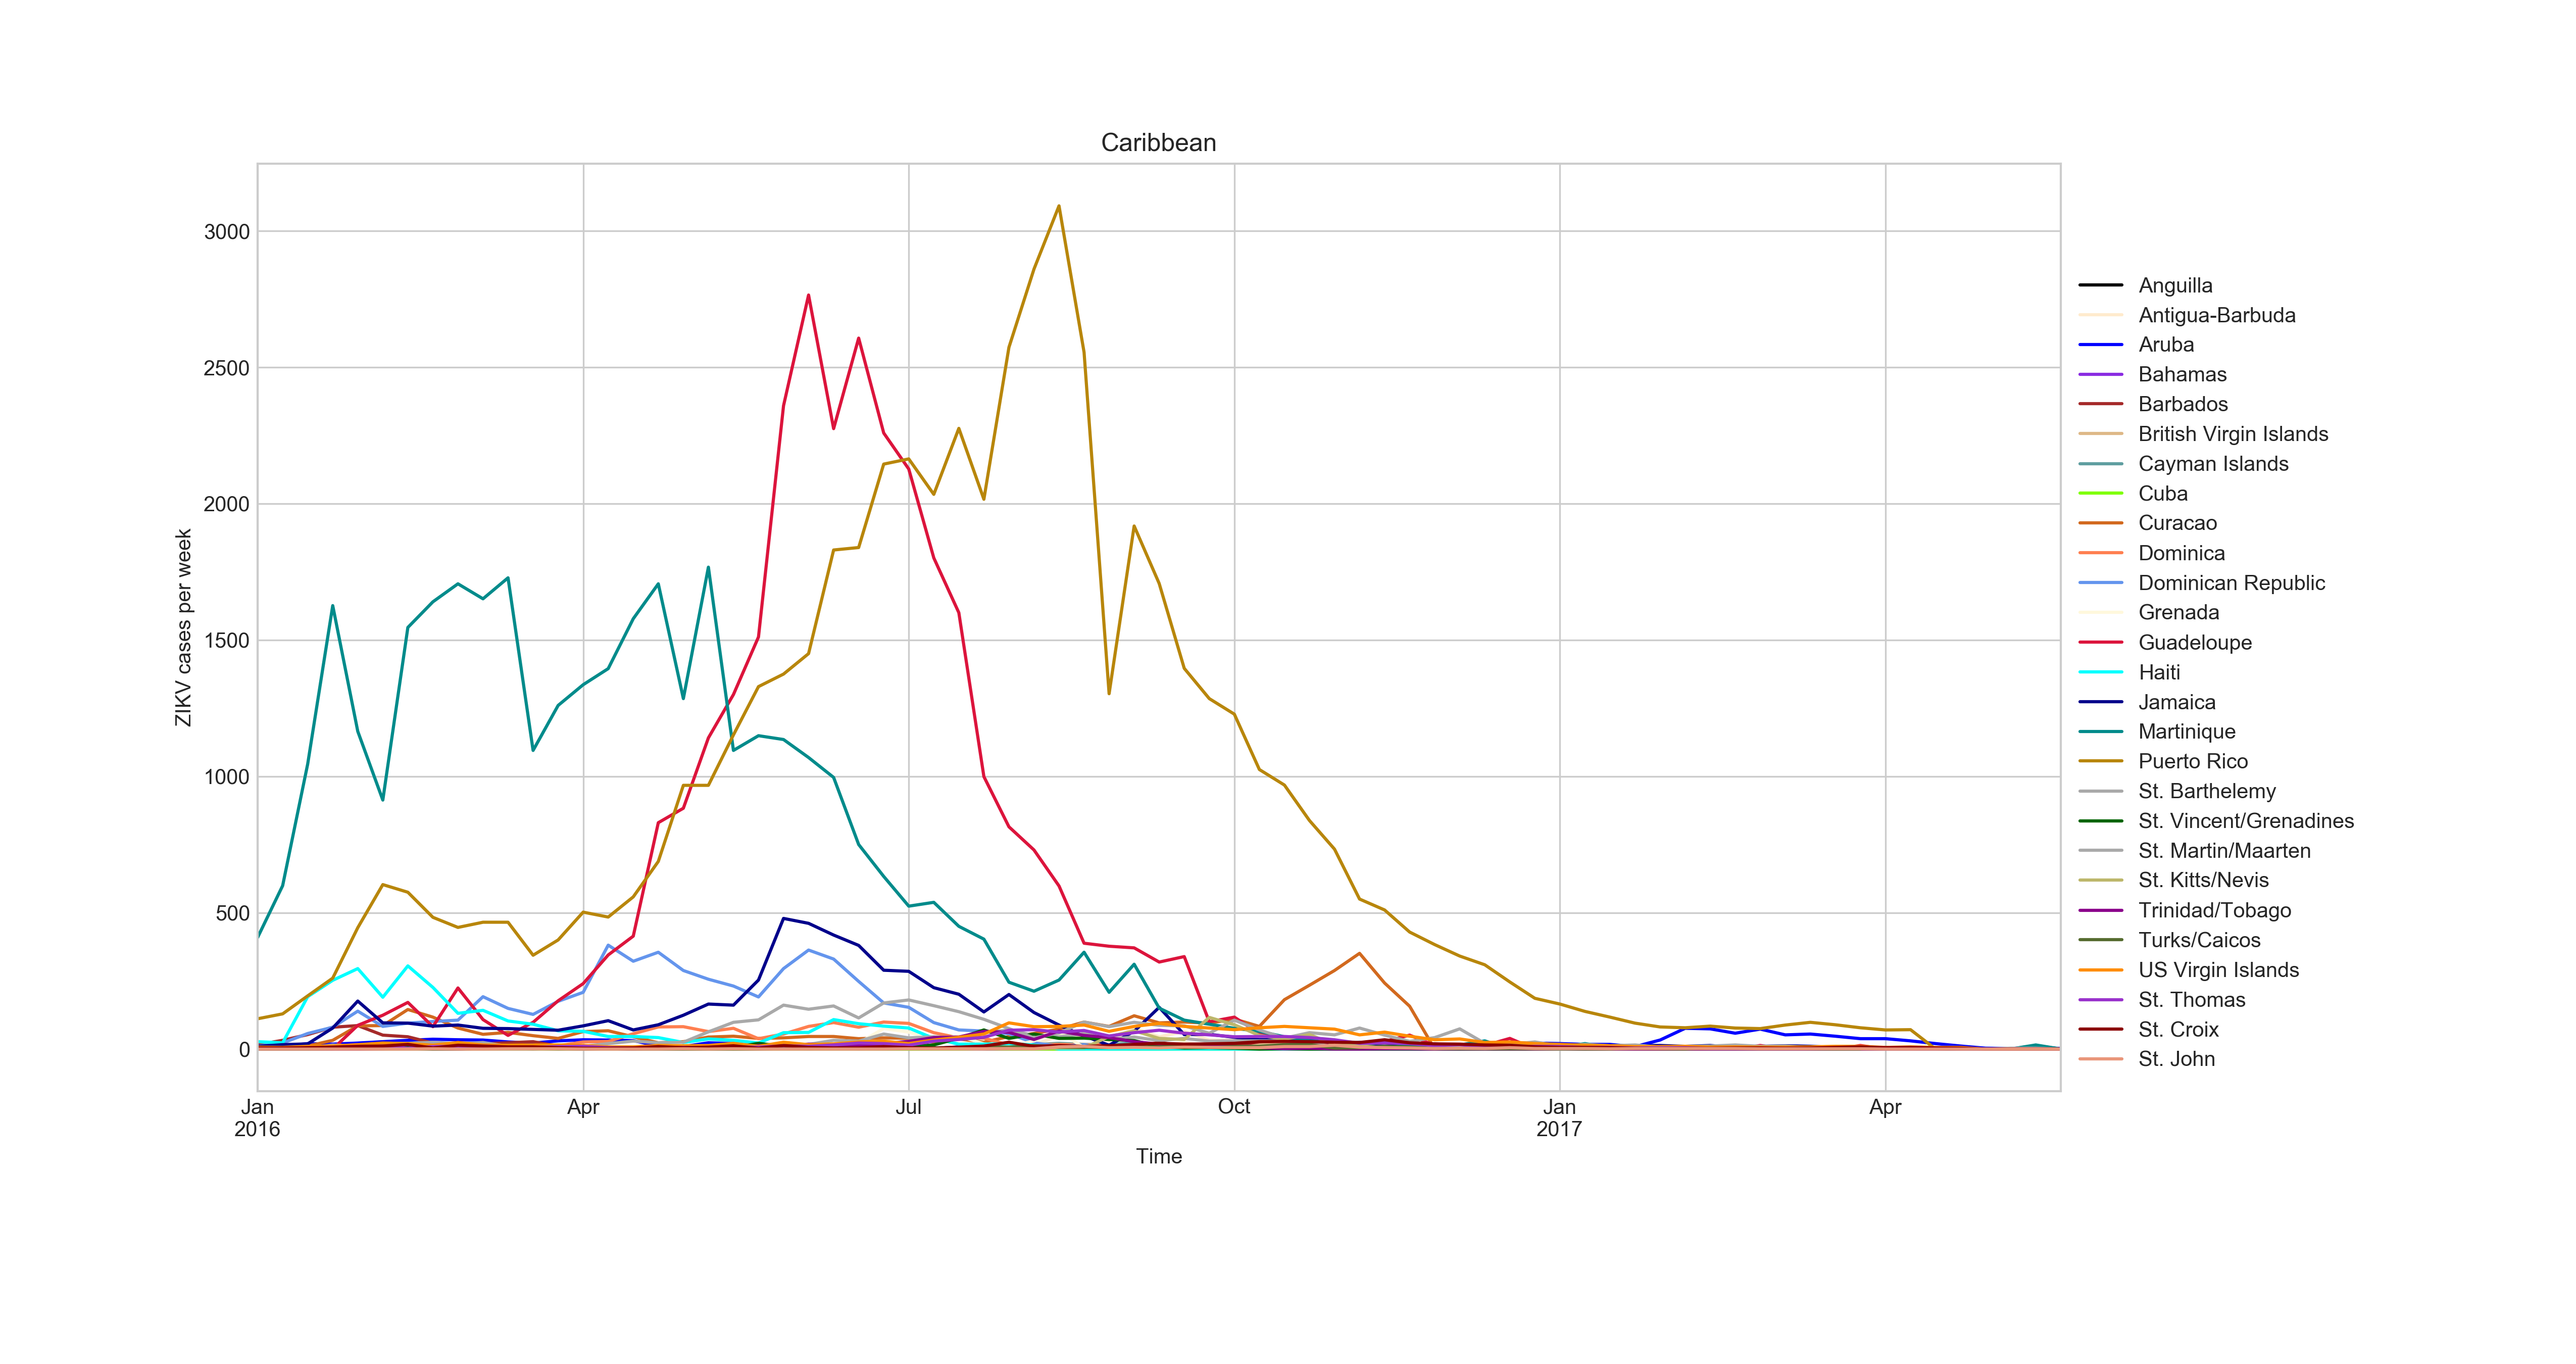 Caribbean
3000
2500
2000
1500
1000
500
0
ZIKV cases per week
Jan
2016
Apr
Jul
Oct
Jan
2017
Apr
Time
Anguilla
Antigua-Barbuda
Aruba
Bahamas
Barbados
British Virgin Islands
Cayman Islands
Cuba
Curacao
Dominica
Dominican Republic
Grenada
Guadeloupe
Haiti
Jamaica
Martinique
Puerto Rico
St. Barthelemy
St. Vincent/Grenadines
St. Martin/Maarten
St. Kitts/Nevis
Trinidad/Tobago
Turks/Caicos
US Virgin Islands
St. Thomas
St. Croix
St. John